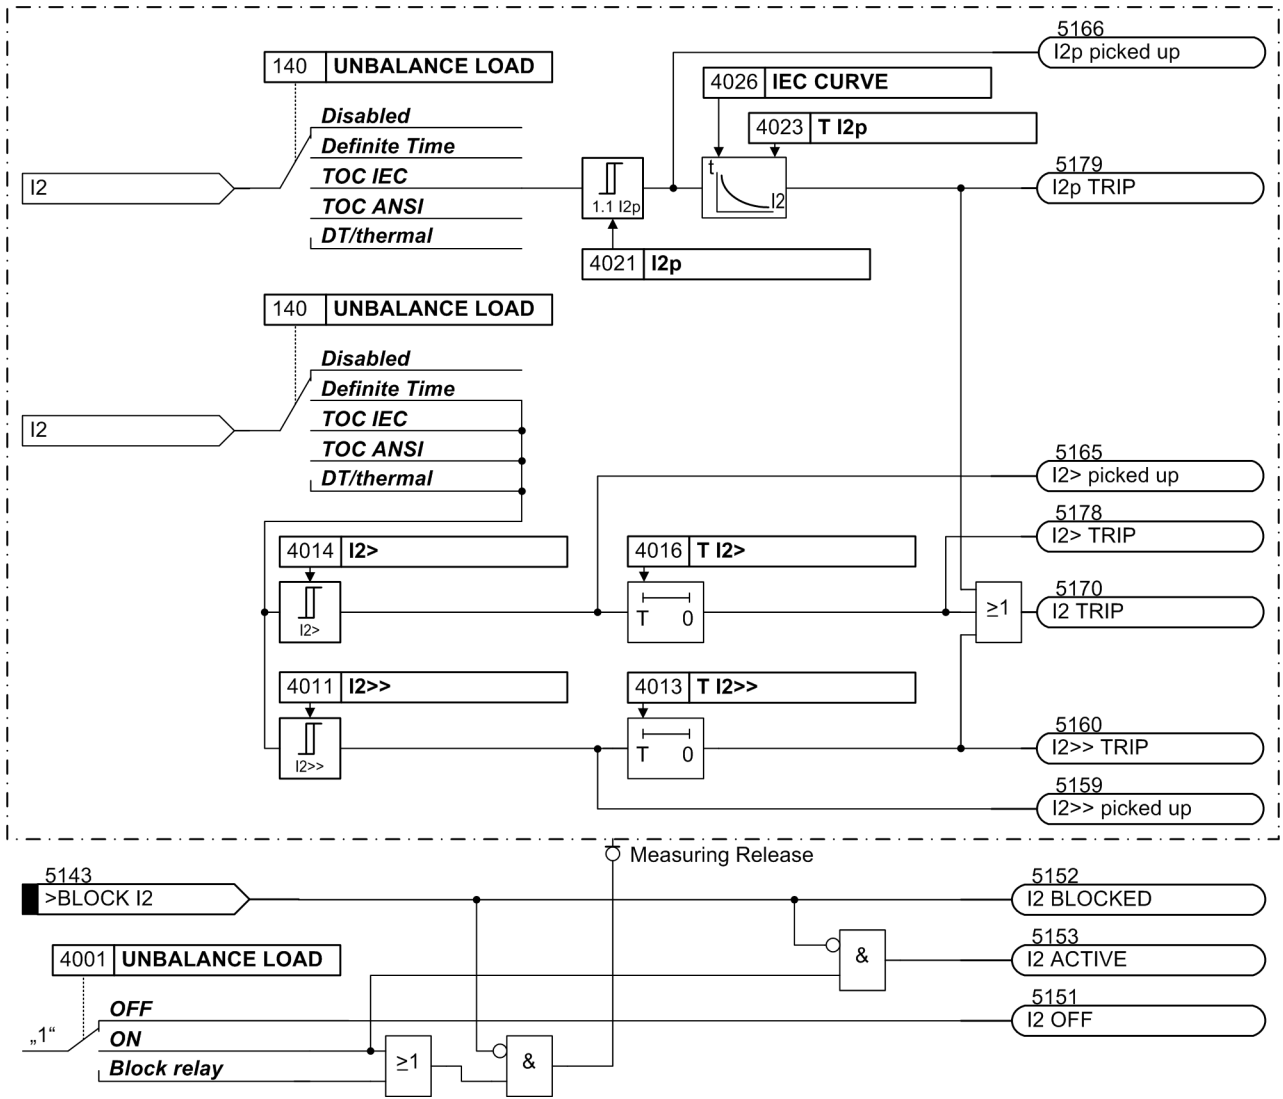 5166
I2p picked up
140 UNBALANCE LOAD
4026 IEC CURVE
Disabled
4023 T I2p
Definite Time
5179
TOC IEC
t
I2
I2p TRIP
TOC ANSI
1.1 I2p
I2
DT/thermal
4021 I2p
140 UNBALANCE LOAD
Disabled
Definite Time
TOC IEC
I2
TOC ANSI
5165
DT/thermal
I2> picked up
5178
4014 I2>
4016 T I2>
I2> TRIP
5170
T 0
≥1
I2 TRIP
I2>
4011 I2>>
4013 T I2>>
5160
T 0
I2>> TRIP
I2>>
5159
I2>> picked up
Measuring Release
5143
5152
>BLOCK I2
I2 BLOCKED
5153
4001 UNBALANCE LOAD
&
I2 ACTIVE
5151
OFF
I2 OFF
„1“
ON
≥1
&
Block relay